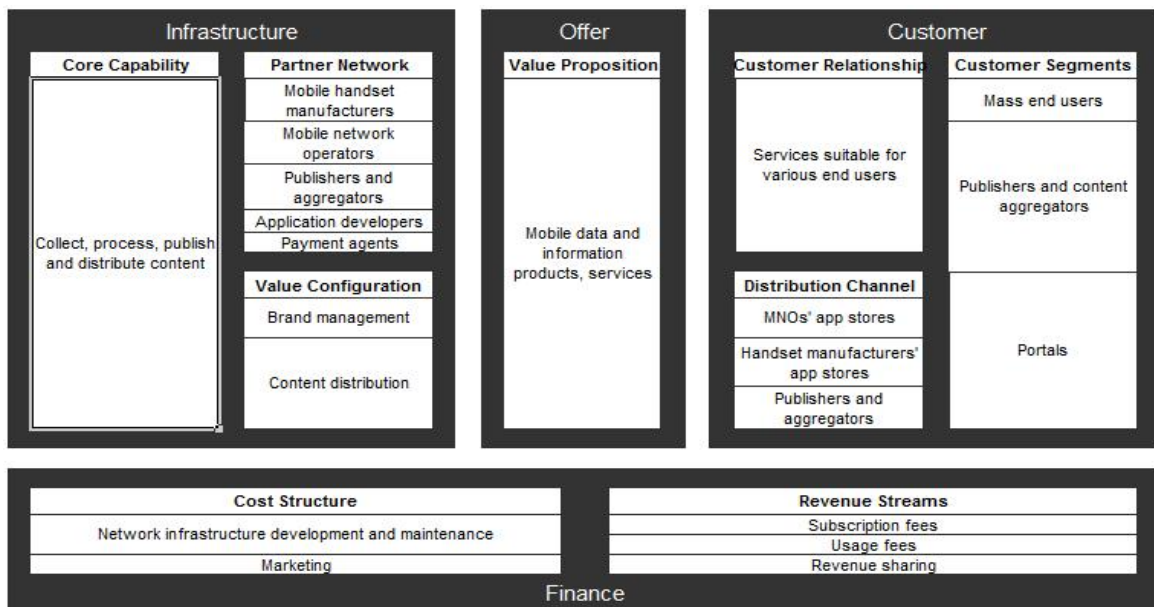 Infrastructure
Core Capability
Collect, process, publish
and distribute content
Partner Network
Mobile handset
manufacturers
Mobile network
operators
Publishers and
aggregators
Application developers
Payment agents
Value Configuration
Brand management
Content distribution
Offer
Value Proposition
Mobile data and
information
products, services
Customer
Customer Relationship
Services suitable for
various end users
Distribution Channel
MNOs' app stores
Handset manufacturers'
app stores
Publishers and
aggregators
Customer Segments
Mass end users
Publishers and content
aggregators
Portals
Cost Structure
Network infrastructure development and maintenance
Marketing
Revenue Streams
Subscription fees
Usage fees
Revenue sharing
Finance